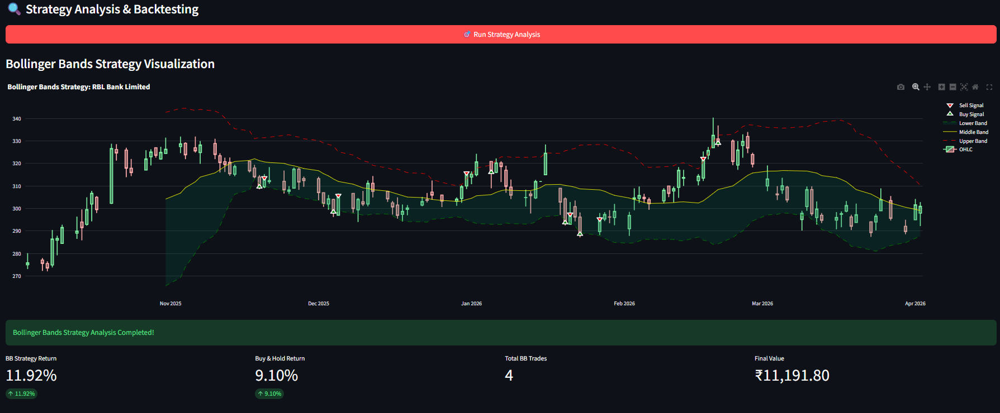 Strategy Analysis & Backtesting
Run Strategy Analysis
Bollinger Bands Strategy Visualization
Bollinger Bands Strategy: RBL Bank Limited
Sell Signal
Buy Signal
Lower Band
Middle Band
Upper Band
OHLC
340
330
320
310
300
290
280
270
Nov 2025
Dec 2025
Jan 2026
Feb 2026
Mar 2026
Apr 2026
Bollinger Bands Strategy Analysis Completed!
BB Strategy Return
11.92%
↑ 11.92%
Buy & Hold Return
9.10%
↑ 9.10%
Total BB Trades
4
Final Value
₹11,191.80